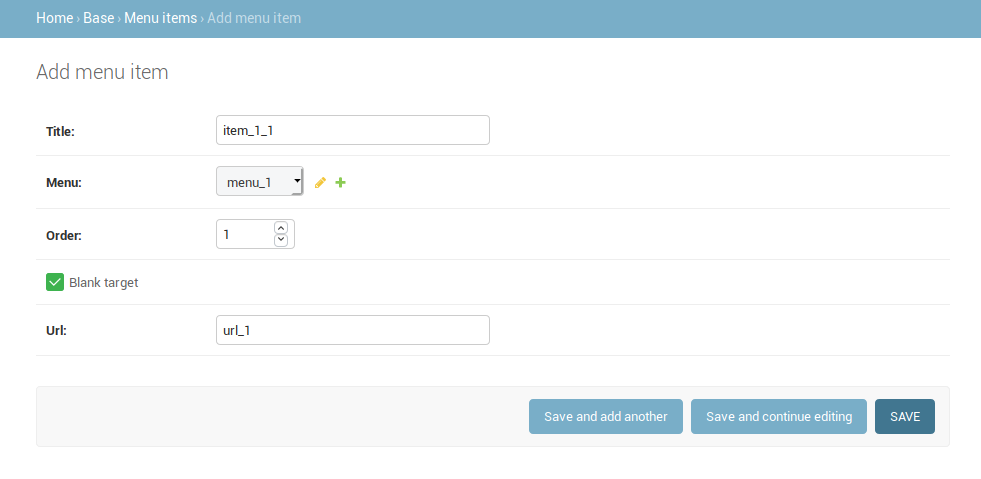 Home › Base › Menu items › Add menu item
Add menu item
Title: item_1_1
Menu: menu_1
Order: 1
Blank target
Url: url_1
Save and add another Save and continue editing SAVE